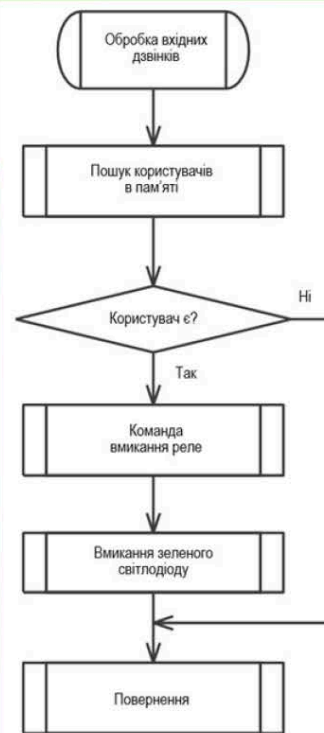 Обробка вхідних
дзвінків
Пошук користувачів
в пам'яті
Користувач є?
Ні
Так
Команда
вмикання реле
Вмикання зеленого
світлодіоду
Повернення